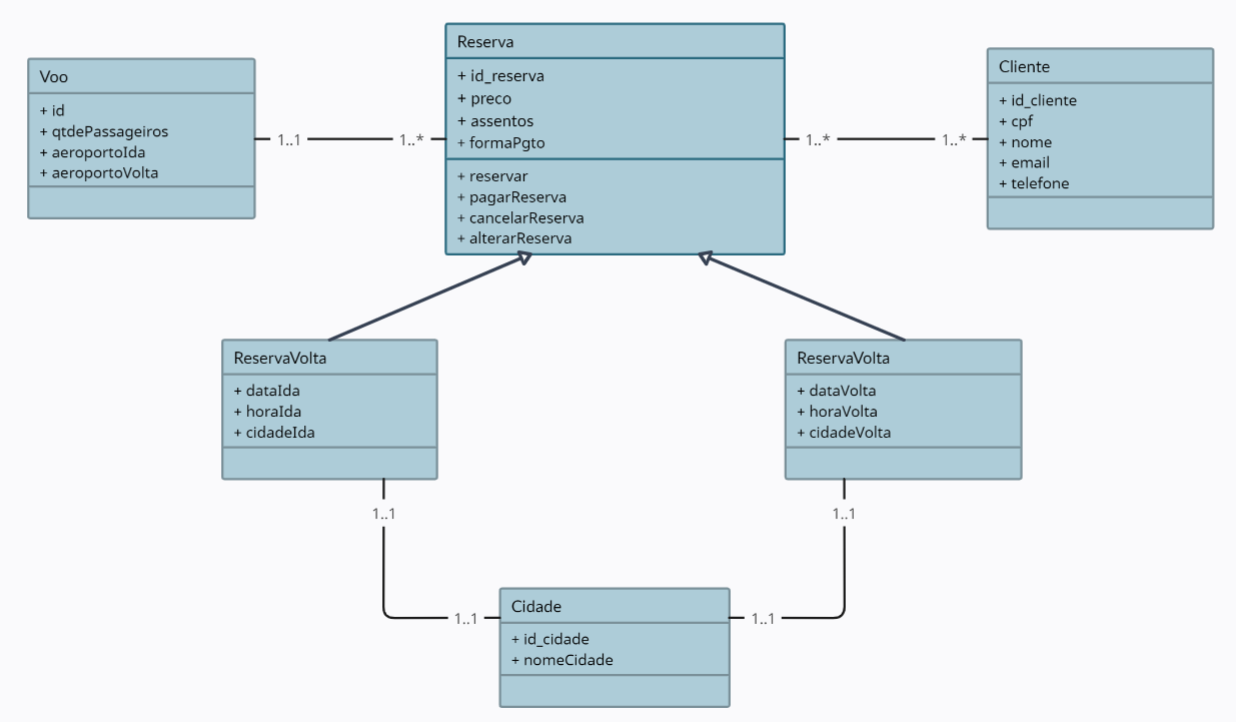 Voo
+ id
+ qtdePassageiros
+ aeroportoIda
+ aeroportoVolta
1..1
1..*
Reserva
+ id_reserva
+ preco
+ assentos
+ formaPgto
+ reservar
+ pagarReserva
+ cancelarReserva
+ alterarReserva
1..*
1..*
Cliente
+ id_cliente
+ cpf
+ nome
+ email
+ telefone
ReservaVolta
+ dataIda
+ horaIda
+ cidadeIda
ReservaVolta
+ dataVolta
+ horaVolta
+ cidadeVolta
1..1
1..1
1..1
1..1
Cidade
+ id_cidade
+ nomeCidade